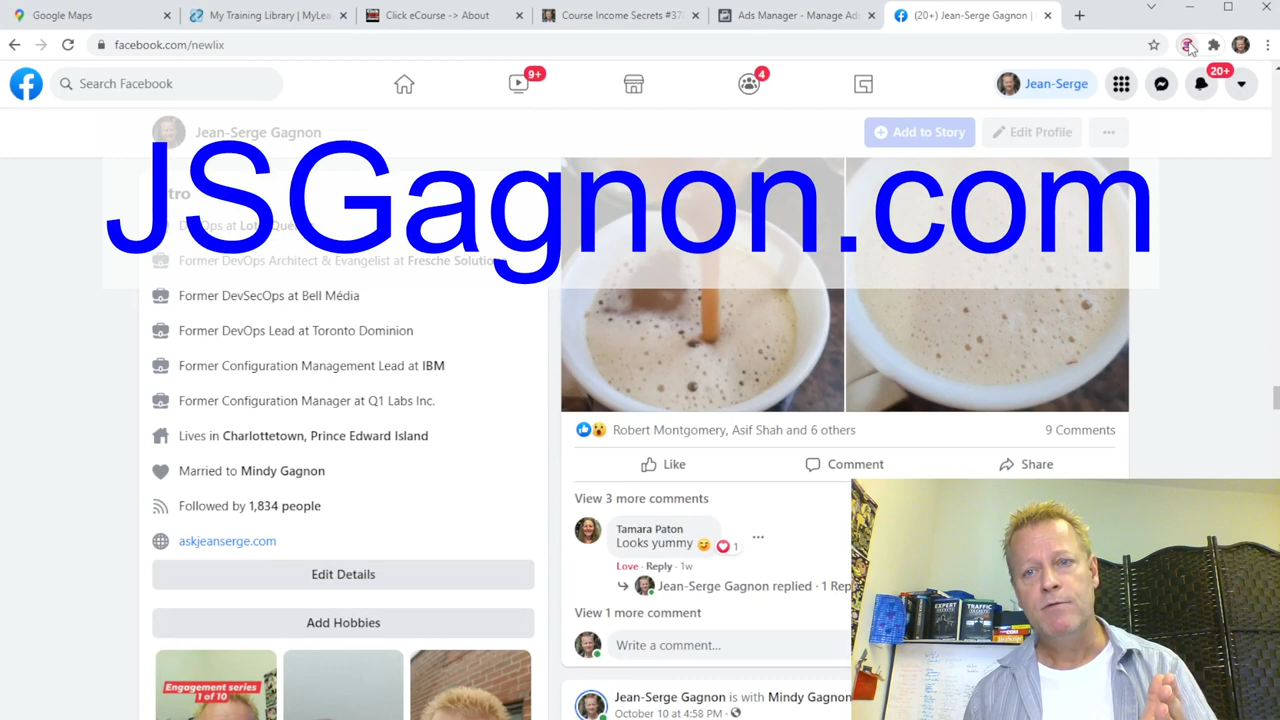 Google Maps
My Training Library | MyLea
Click eCourse -> About
Course Income Secrets #37
Ads Manager - Manage Ad
(20+) Jean-Serge Gagnon |
facebook.com/newlix
Search Facebook
9+
4
Jean-Serge
20+
Jean-Serge Gagnon
Add to Story
Edit Profile
JSGagnon.com
Former DevOps Architect & Evangelist at Fresche Solutio
Former DevSecOps at Bell Média
Former DevOps Lead at Toronto Dominion
Former Configuration Management Lead at IBM
Former Configuration Manager at Q1 Labs Inc.
Lives in Charlottetown, Prince Edward Island
Married to Mindy Gagnon
Followed by 1,834 people
askjeanserge.com
Edit Details
Add Hobbies
Engagement series
1 of 10
Robert Montgomery, Asif Shah and 6 others
9 Comments
Like
Comment
Share
View 3 more comments
Tamara Paton
Looks yummy
1
Love · Reply · 1w
Jean-Serge Gagnon replied · 1 Rep
View 1 more comment
Write a comment...
Jean-Serge Gagnon is with Mindy Gagnon
October 10 at 4:58 PM ·
EXPERT
SECRETS
TRAFFIC
SECRETS